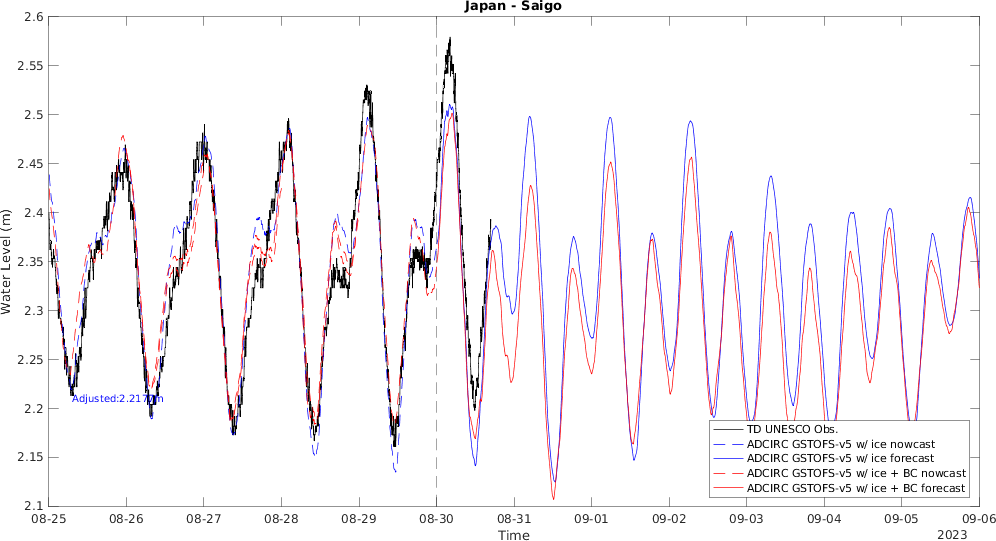 Japan - Saigo
2.6
2.55
2.5
2.45
2.4
2.35
2.3
2.25
2.2
2.15
2.1
Water Level (m)
Adjusted:2.2177m
TD UNESCO Obs.
ADCIRC GSTOFS-v5 w/ ice nowcast
ADCIRC GSTOFS-v5 w/ ice forecast
ADCIRC GSTOFS-v5 w/ ice + BC nowcast
ADCIRC GSTOFS-v5 w/ ice + BC forecast
08-25 08-26 08-27 08-28 08-29 08-30 08-31 09-01 09-02 09-03 09-04 09-05 09-06
Time
2023